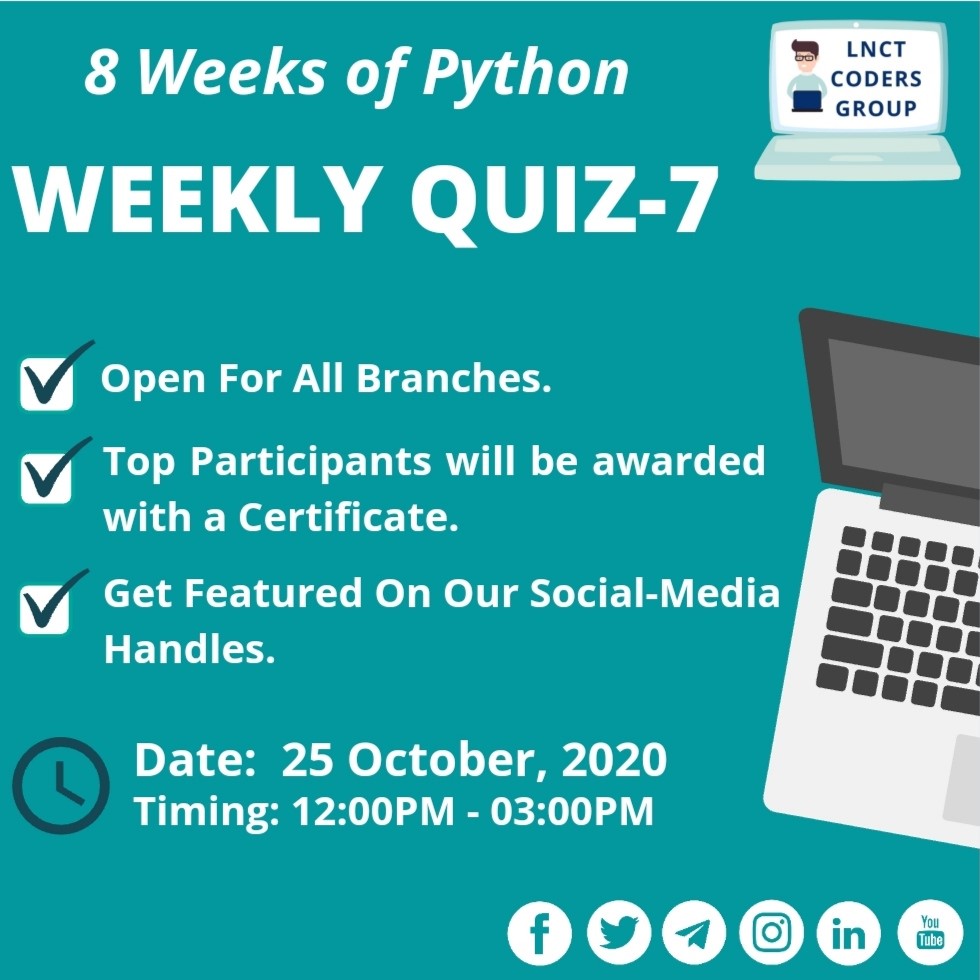 8 Weeks of Python
LNCT
CODERS
GROUP
WEEKLY QUIZ-7
Open For All Branches.
Top Participants will be awarded
with a Certificate.
Get Featured On Our Social-Media
Handles.
Date: 25 October, 2020
Timing: 12:00PM - 03:00PM
You
Tube